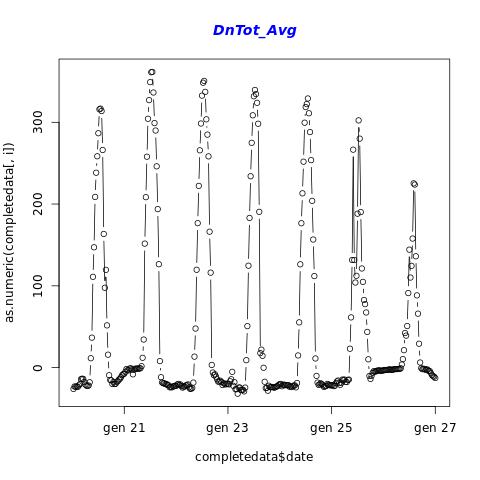 DnTot_Avg
as.numeric(completedata[, i])
300
200
100
0
gen 21
gen 23
gen 25
gen 27
completedata$date